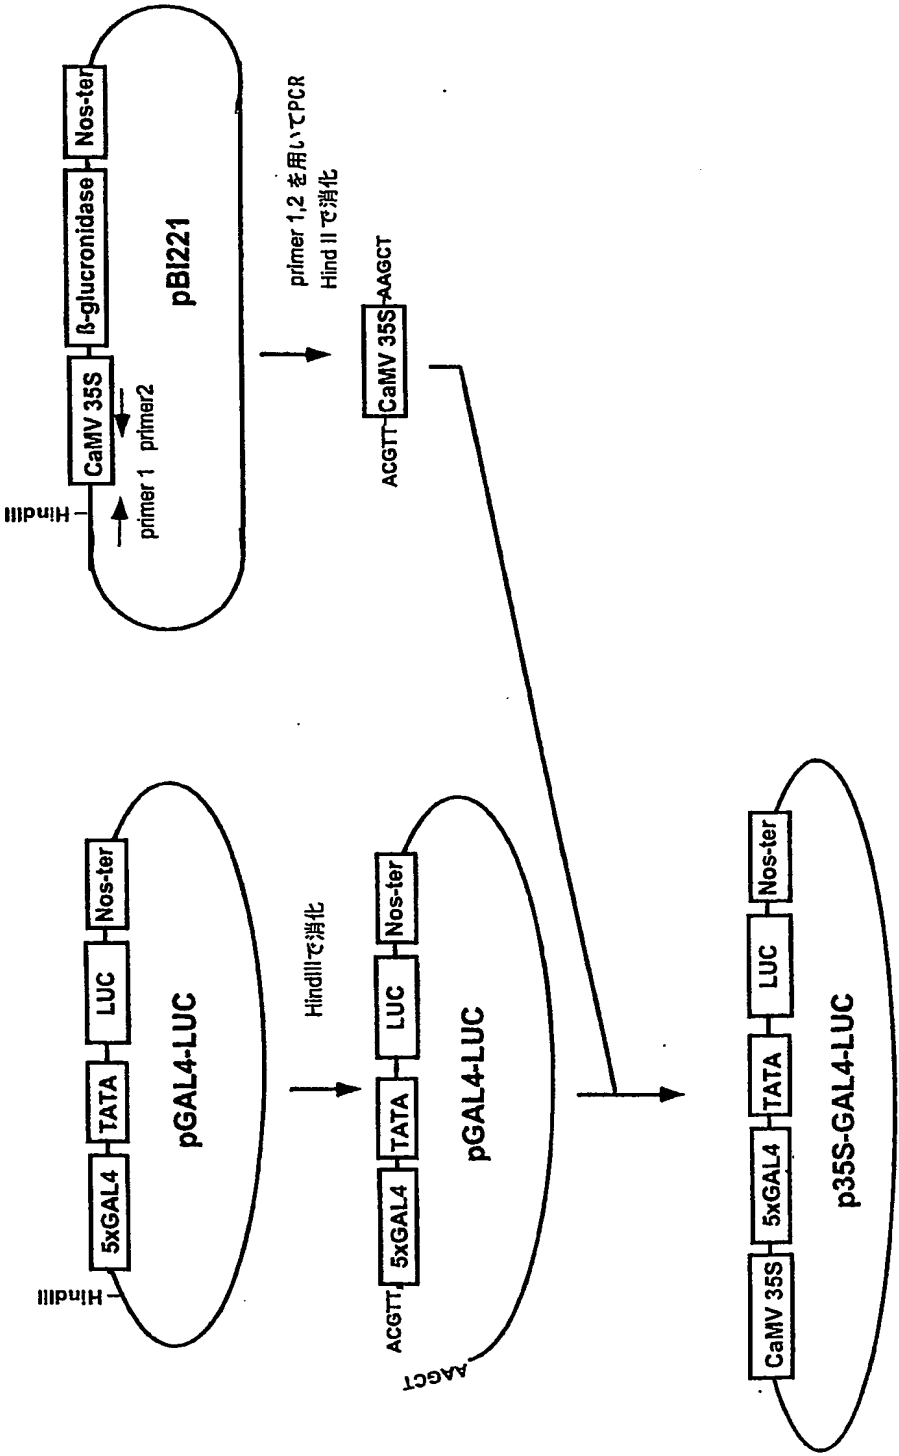 HindIII
5xGAL4
TATA
LUC
Nos-ter
pGAL4-LUC
HindIIIで消化
ACGTT
AAGCT
5xGAL4
TATA
LUC
Nos-ter
pGAL4-LUC
HindIII
CaMV 35S
ß-glucronidase
Nos-ter
primer 1
primer2
pBI221
primer 1,2 を用いてPCR
Hind II で消化
ACGTT
CaMV 35S
AAGCT
CaMV 35S
5xGAL4
TATA
LUC
Nos-ter
p35S-GAL4-LUC